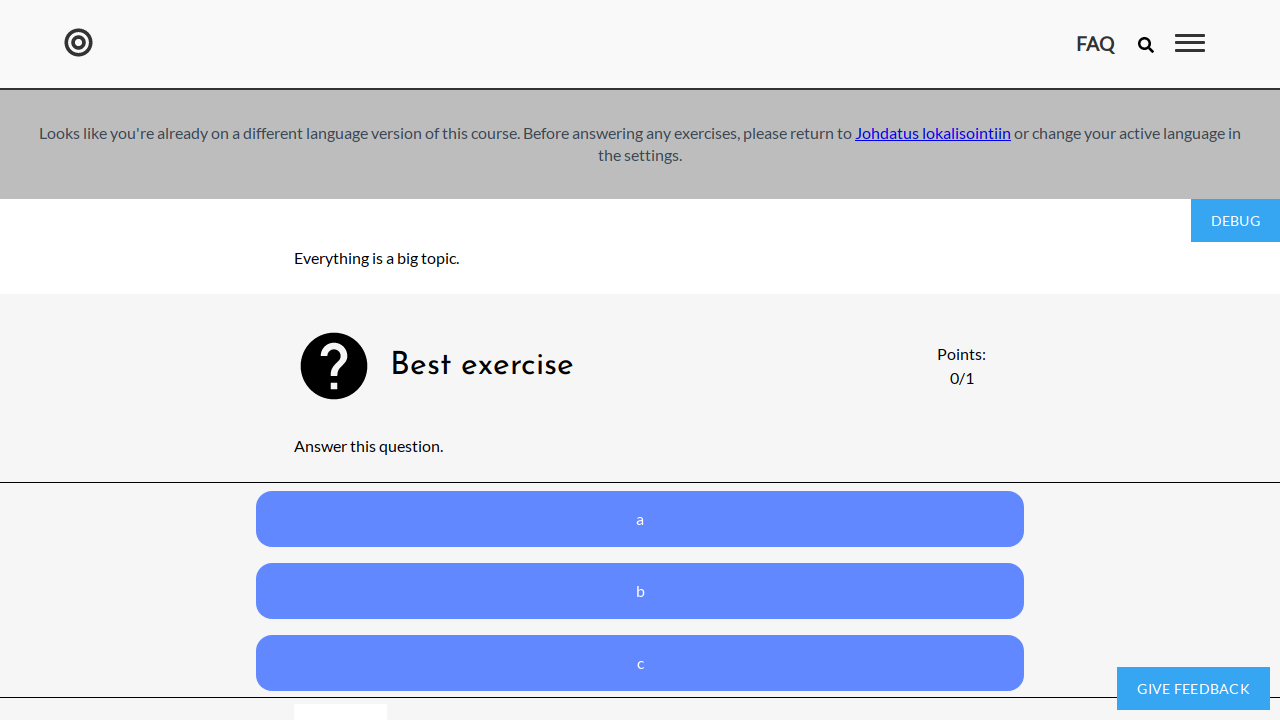 FAQ
Looks like you're already on a different language version of this course. Before answering any exercises, please return to Johdatus lokalisointiin or change your active language in
the settings.
DEBUG
Everything is a big topic.
Best exercise
Points:
0/1
Answer this question.
a
b
c
GIVE FEEDBACK